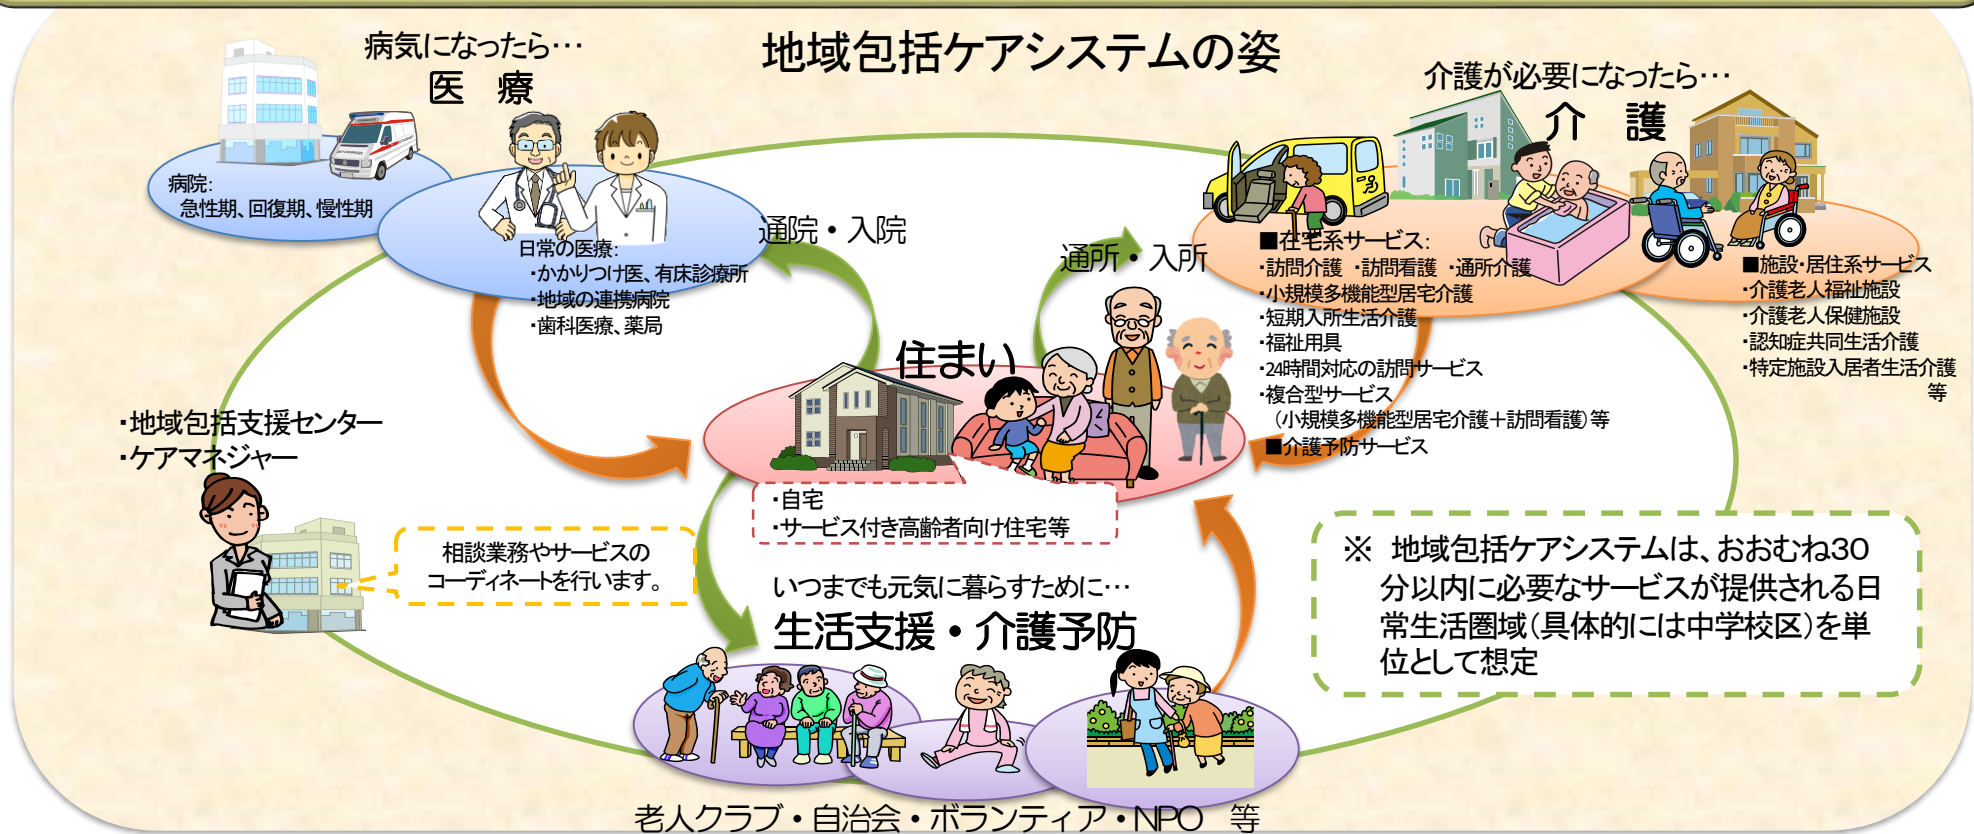 地域包括ケアシステムの姿
病気になったら…
医 療
病院:
急性期、回復期、慢性期
日常の医療:
・かかりつけ医、有床診療所
・地域の連携病院
・歯科医療、薬局
通院・入院
通所・入所
介護が必要になったら…
介 護
■在宅系サービス:
・訪問介護 ・訪問看護 ・通所介護
・小規模多機能型居宅介護
・短期入所生活介護
・福祉用具
・24時間対応の訪問サービス
・複合型サービス
(小規模多機能型居宅介護+訪問看護)等
■介護予防サービス
■施設・居住系サービス
・介護老人福祉施設
・介護老人保健施設
・認知症共同生活介護
・特定施設入居者生活介護
等
住まい
・自宅
・サービス付き高齢者向け住宅等
・地域包括支援センター
・ケアマネジャー
相談業務やサービスの
コーディネートを行います。
いつまでも元気に暮らすために…
生活支援・介護予防
老人クラブ・自治会・ボランティア・NPO 等
※ 地域包括ケアシステムは、おおむね30
分以内に必要なサービスが提供される日
常生活圏域(具体的には中学校区)を単
位として想定